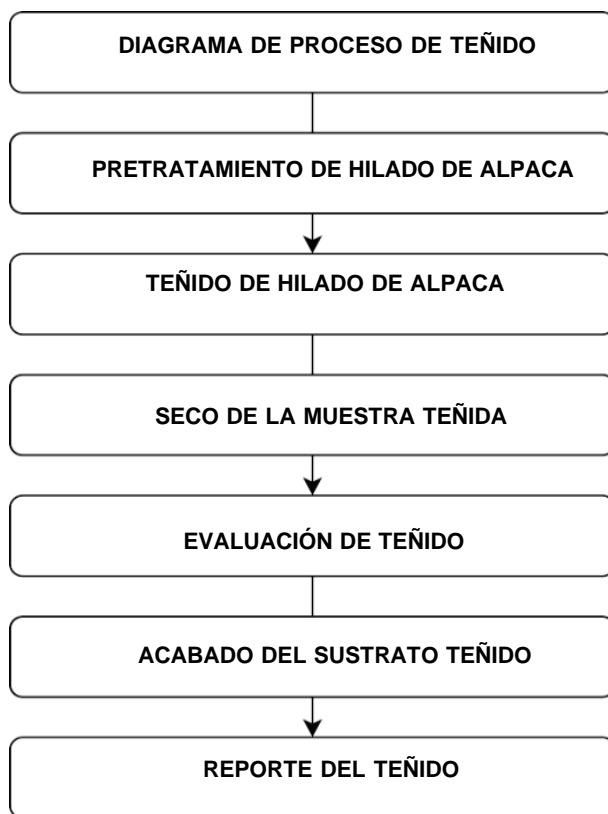 DIAGRAMA DE PROCESO DE TEÑIDO
PRETRATAMIENTO DE HILADO DE ALPACA
TEÑIDO DE HILADO DE ALPACA
SECO DE LA MUESTRA TEÑIDA
EVALUACIÓN DE TEÑIDO
ACABADO DEL SUSTRATO TEÑIDO
REPORTE DEL TEÑIDO